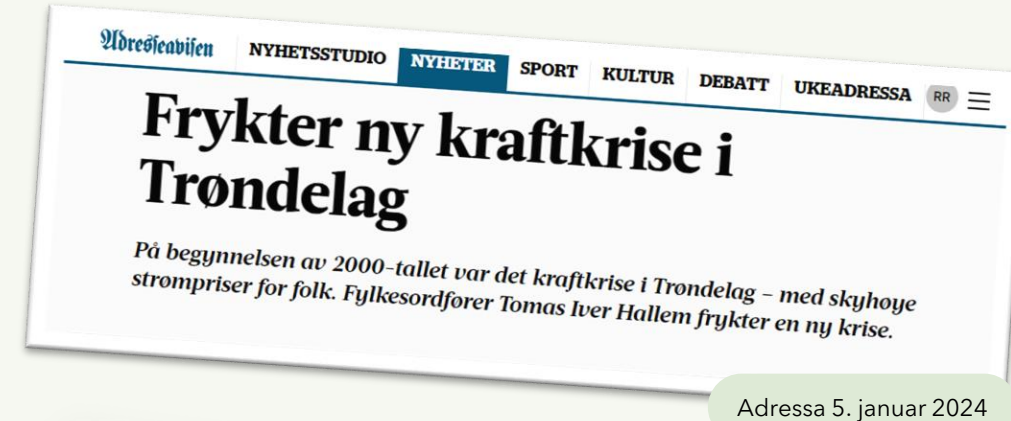 Adresseavisen NYHETSSTUDIO NYHETER SPORT KULTUR DEBATT UKEADRESSA RR
Frykter ny kraftkrise i
Trøndelag
På begynnelsen av 2000-tallet var det kraftkrise i Trøndelag – med skyhøye
strømpriser for folk. Fylkesordfører Tomas Iver Hallem frykter en ny krise.
Adressa 5. januar 2024